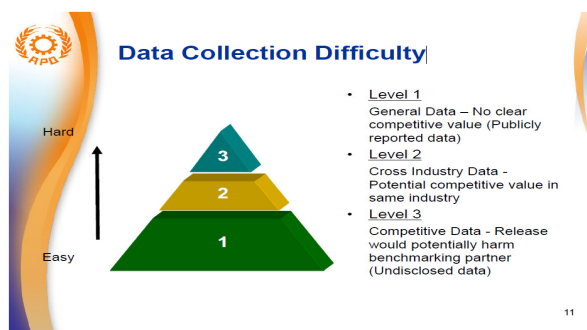 APO
Data Collection Difficulty
Hard
Easy
3
2
1
• Level 1
General Data – No clear
competitive value (Publicly
reported data)
• Level 2
Cross Industry Data -
Potential competitive value in
same industry
• Level 3
Competitive Data - Release
would potentially harm
benchmarking partner
(Undisclosed data)
11